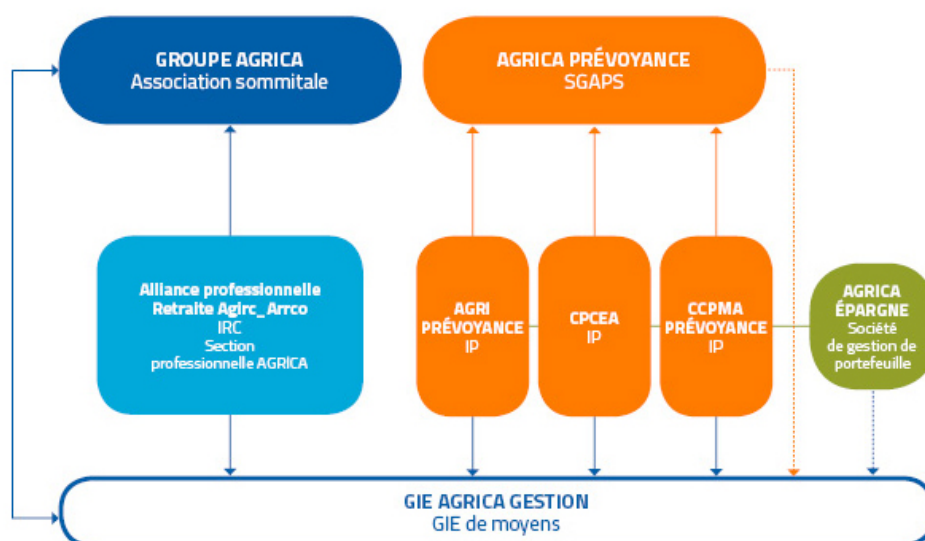 GROUPE AGRICA
Association sommitale
AGRICA PRÉVOYANCE
SGAPS
Alliance professionnelle
Retraite Agirc_Arrco
IRC
Section
professionnelle AGRICA
AGRI
PRÉVOYANCE
IP
CPCEA
IP
CCPMA
PRÉVOYANCE
IP
AGRICA
ÉPARGNE
Société
de gestion de
portefeuille
GIE AGRICA GESTION
GIE de moyens